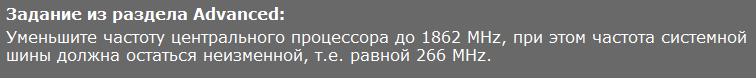 Задание из раздела Advanced:
Уменьшите частоту центрального процессора до 1862 MHz, при этом частота системной
шины должна остаться неизменной, т.е. равной 266 MHz.